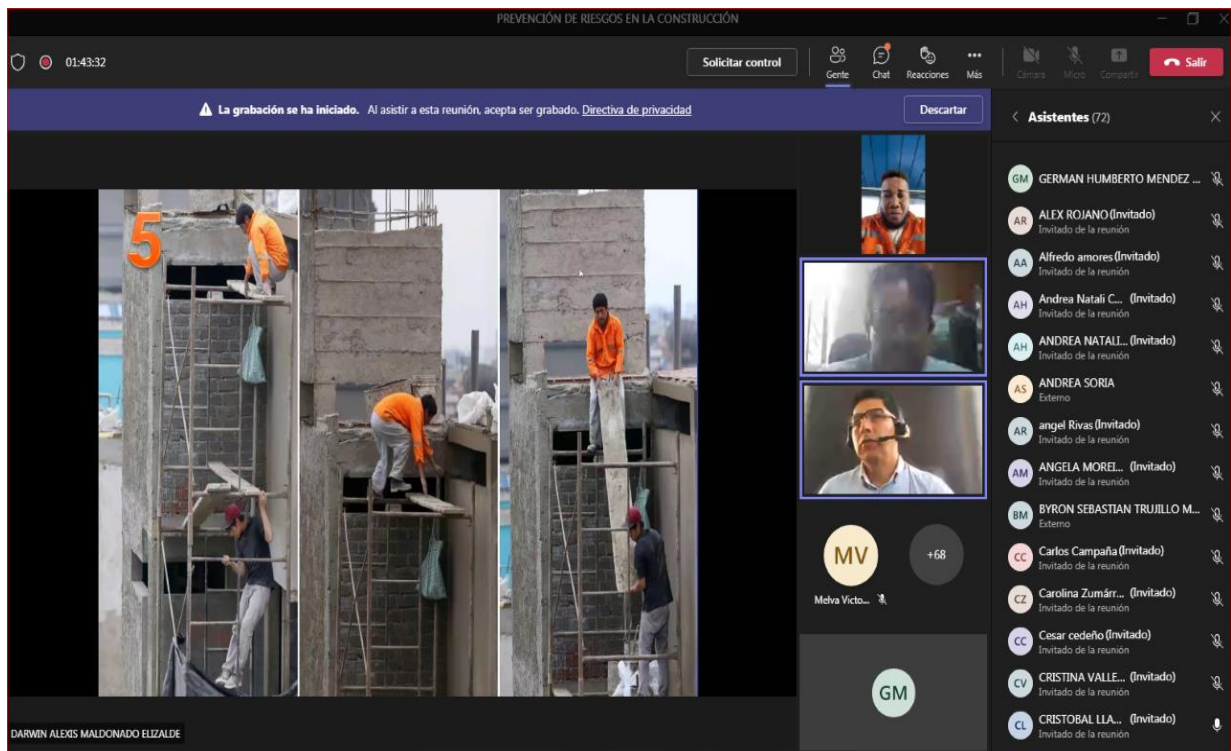 PREVENCIÓN DE RIESGOS EN LA CONSTRUCCIÓN
01:43:32
Solicitar control
Gente
Chat
Reacciones
Más
Cámara
Micro
Compartir
Salir
La grabación se ha iniciado. Al asistir a esta reunión, acepta ser grabado. Directiva de privacidad
Descartar
5
DARWIN ALEXIS MALDONADO ELIZALDE
MV
+68
Melva Victo...
GM
Asistentes (72)
GM GERMAN HUMBERTO MENDEZ ...
AR ALEX ROJANO (Invitado)
Invitado de la reunión
AA Alfredo amores (Invitado)
Invitado de la reunión
AH Andrea Natali C... (Invitado)
Invitado de la reunión
AH ANDREA NATALI... (Invitado)
Invitado de la reunión
AS ANDREA SORIA
Externo
AR angel Rivas (Invitado)
Invitado de la reunión
AM ANGELA MOREI... (Invitado)
Invitado de la reunión
BM BYRON SEBASTIAN TRUJILLO M...
Externo
CC Carlos Campaña (Invitado)
Invitado de la reunión
CZ Carolina Zumárr... (Invitado)
Invitado de la reunión
CC Cesar cedeño (Invitado)
Invitado de la reunión
CV CRISTINA VALLE... (Invitado)
Invitado de la reunión
CL CRISTOBAL LLA... (Invitado)
Invitado de la reunión